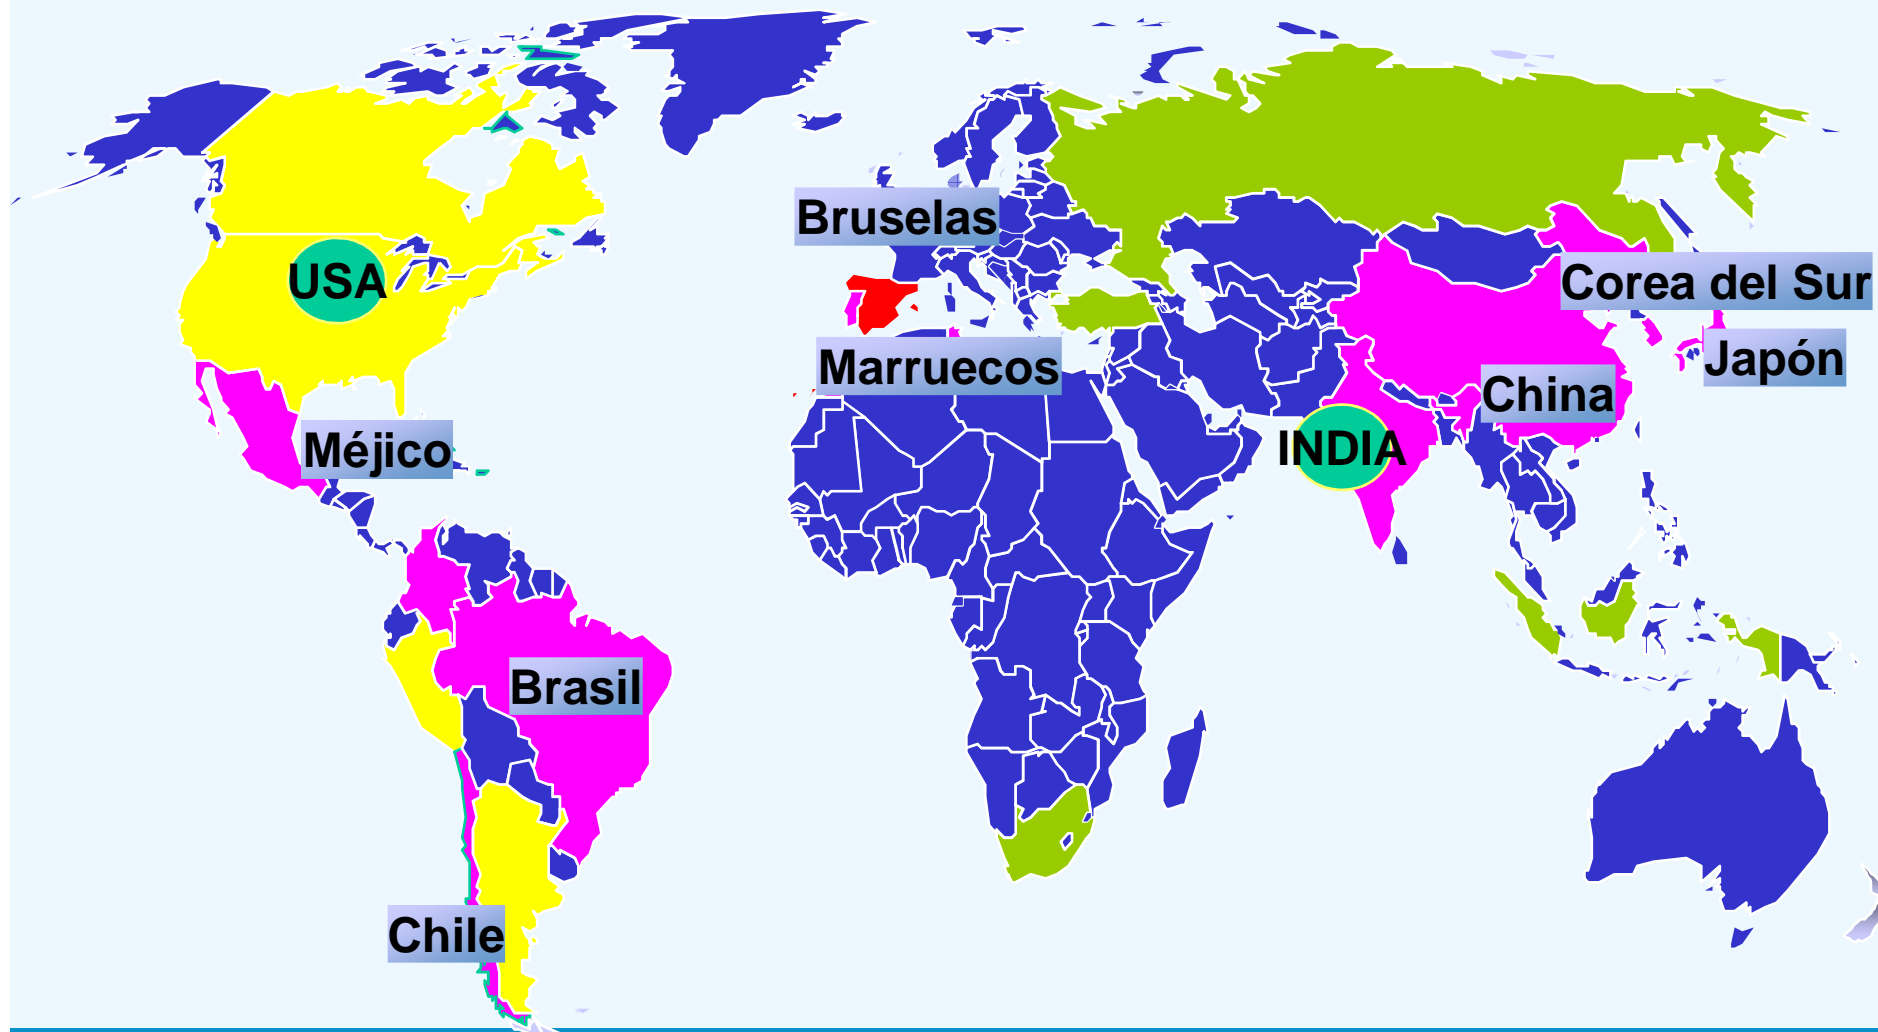 Bruselas
USA
Corea del Sur
Japón
Marruecos
China
Méjico
INDIA
Brasil
Chile